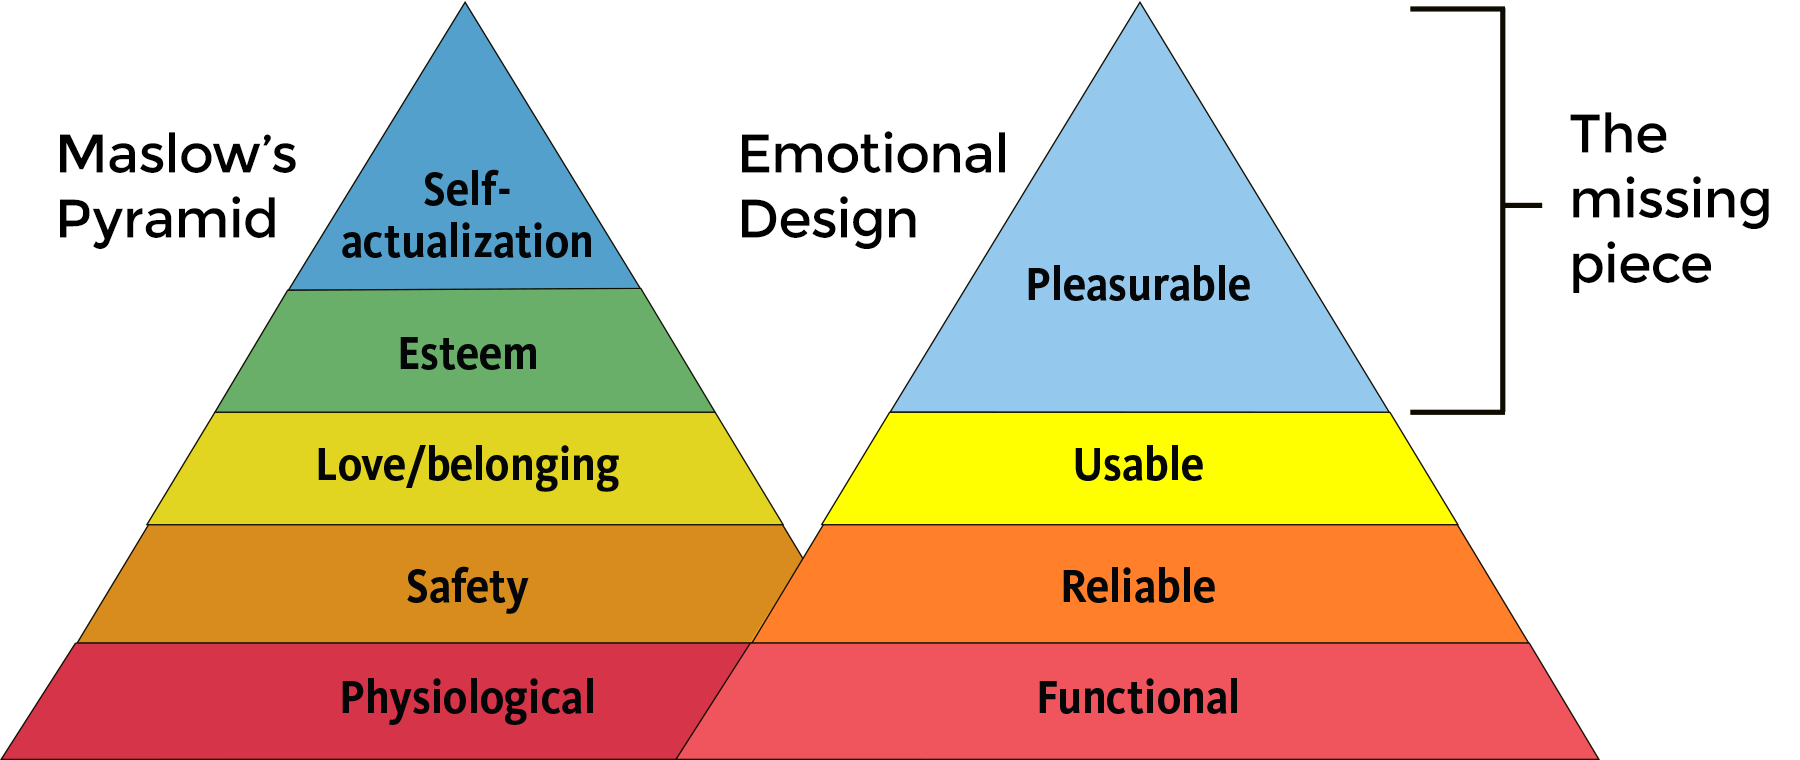 Maslow's
Pyramid
Self-
actualization
Esteem
Love/belonging
Safety
Physiological
Emotional
Design
Pleasurable
Usable
Reliable
Functional
The
missing
piece